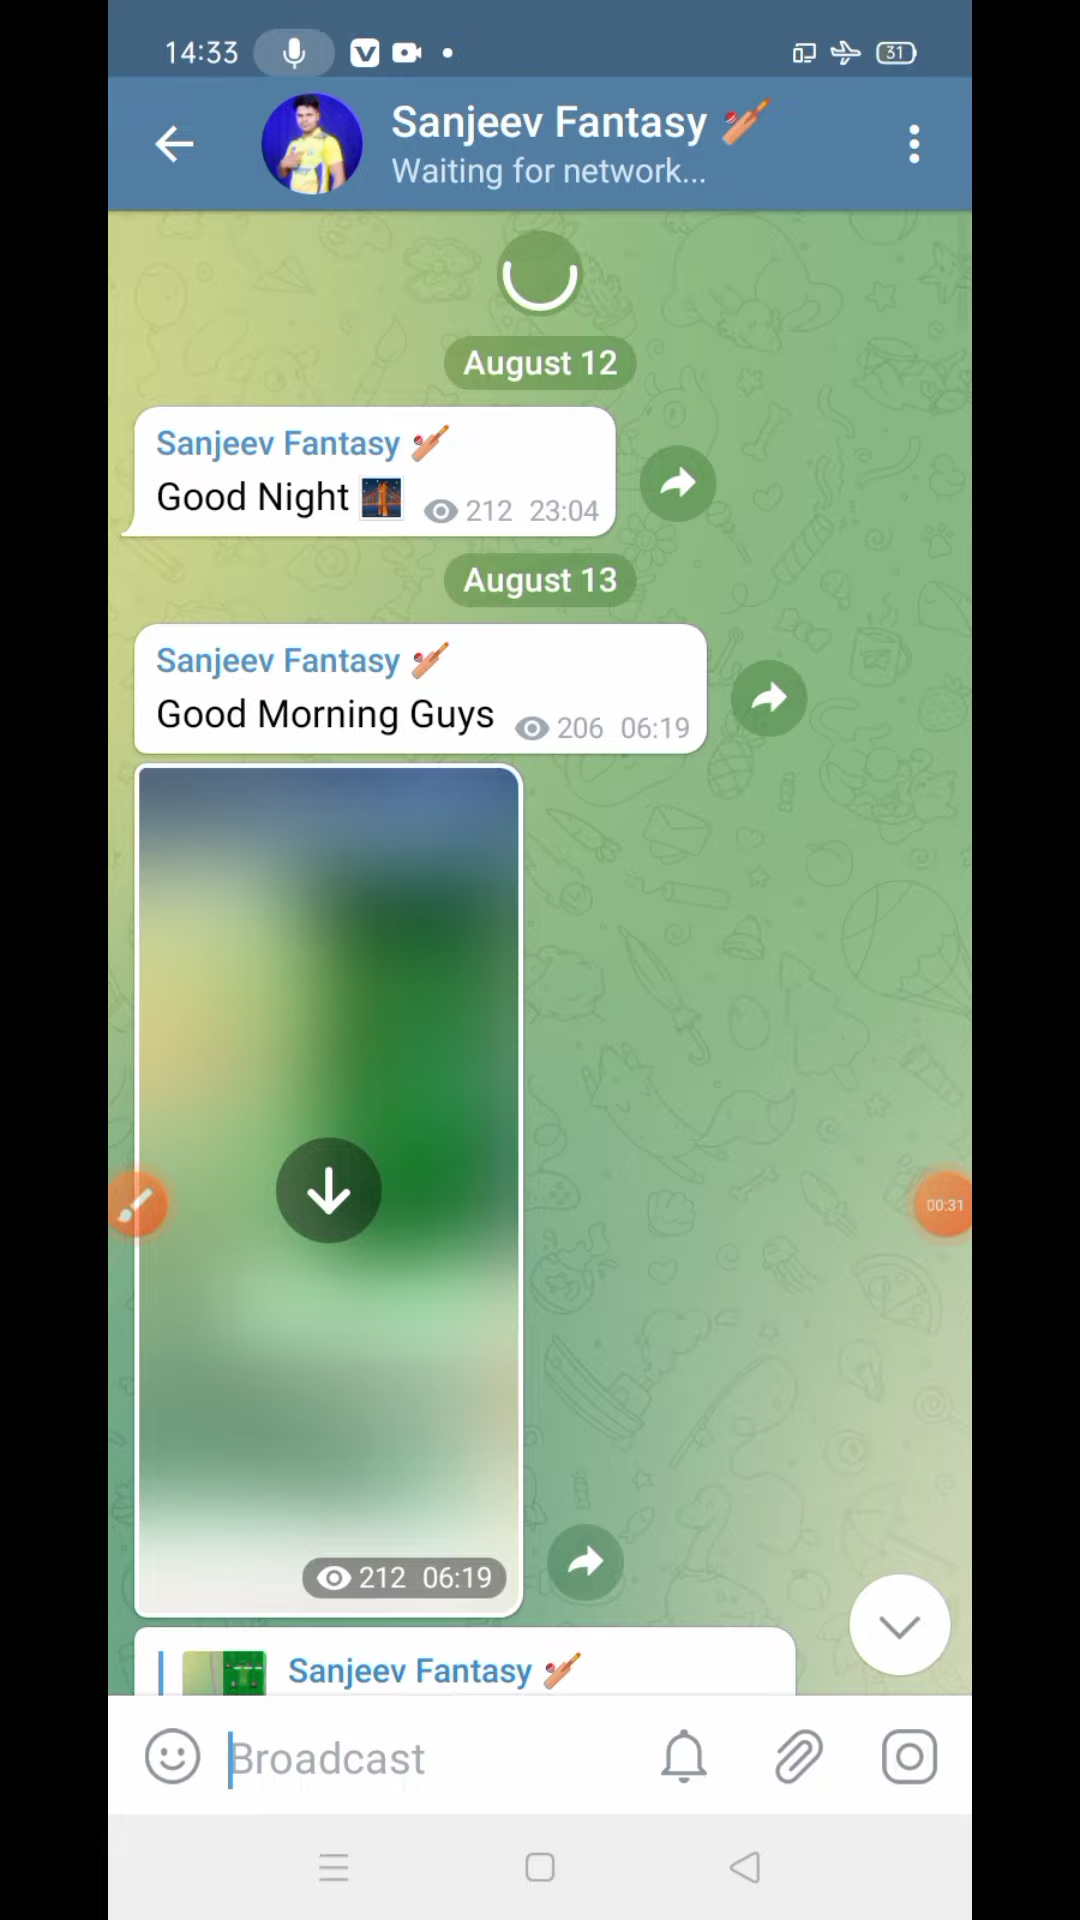 14:33
31
Sanjeev Fantasy 🏏
Waiting for network...
August 12
Sanjeev Fantasy 🏏
Good Night 🌉 212 23:04
August 13
Sanjeev Fantasy 🏏
Good Morning Guys 206 06:19
00:31
212 06:19
Sanjeev Fantasy 🏏
Broadcast